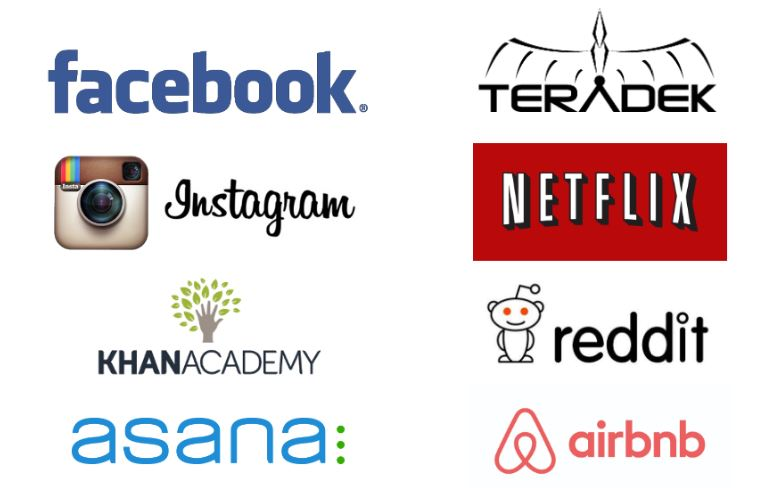 facebook®
TERADEK
Insta
Instagram
NETFLIX
KHANACADEMY
reddit
asana:
airbnb